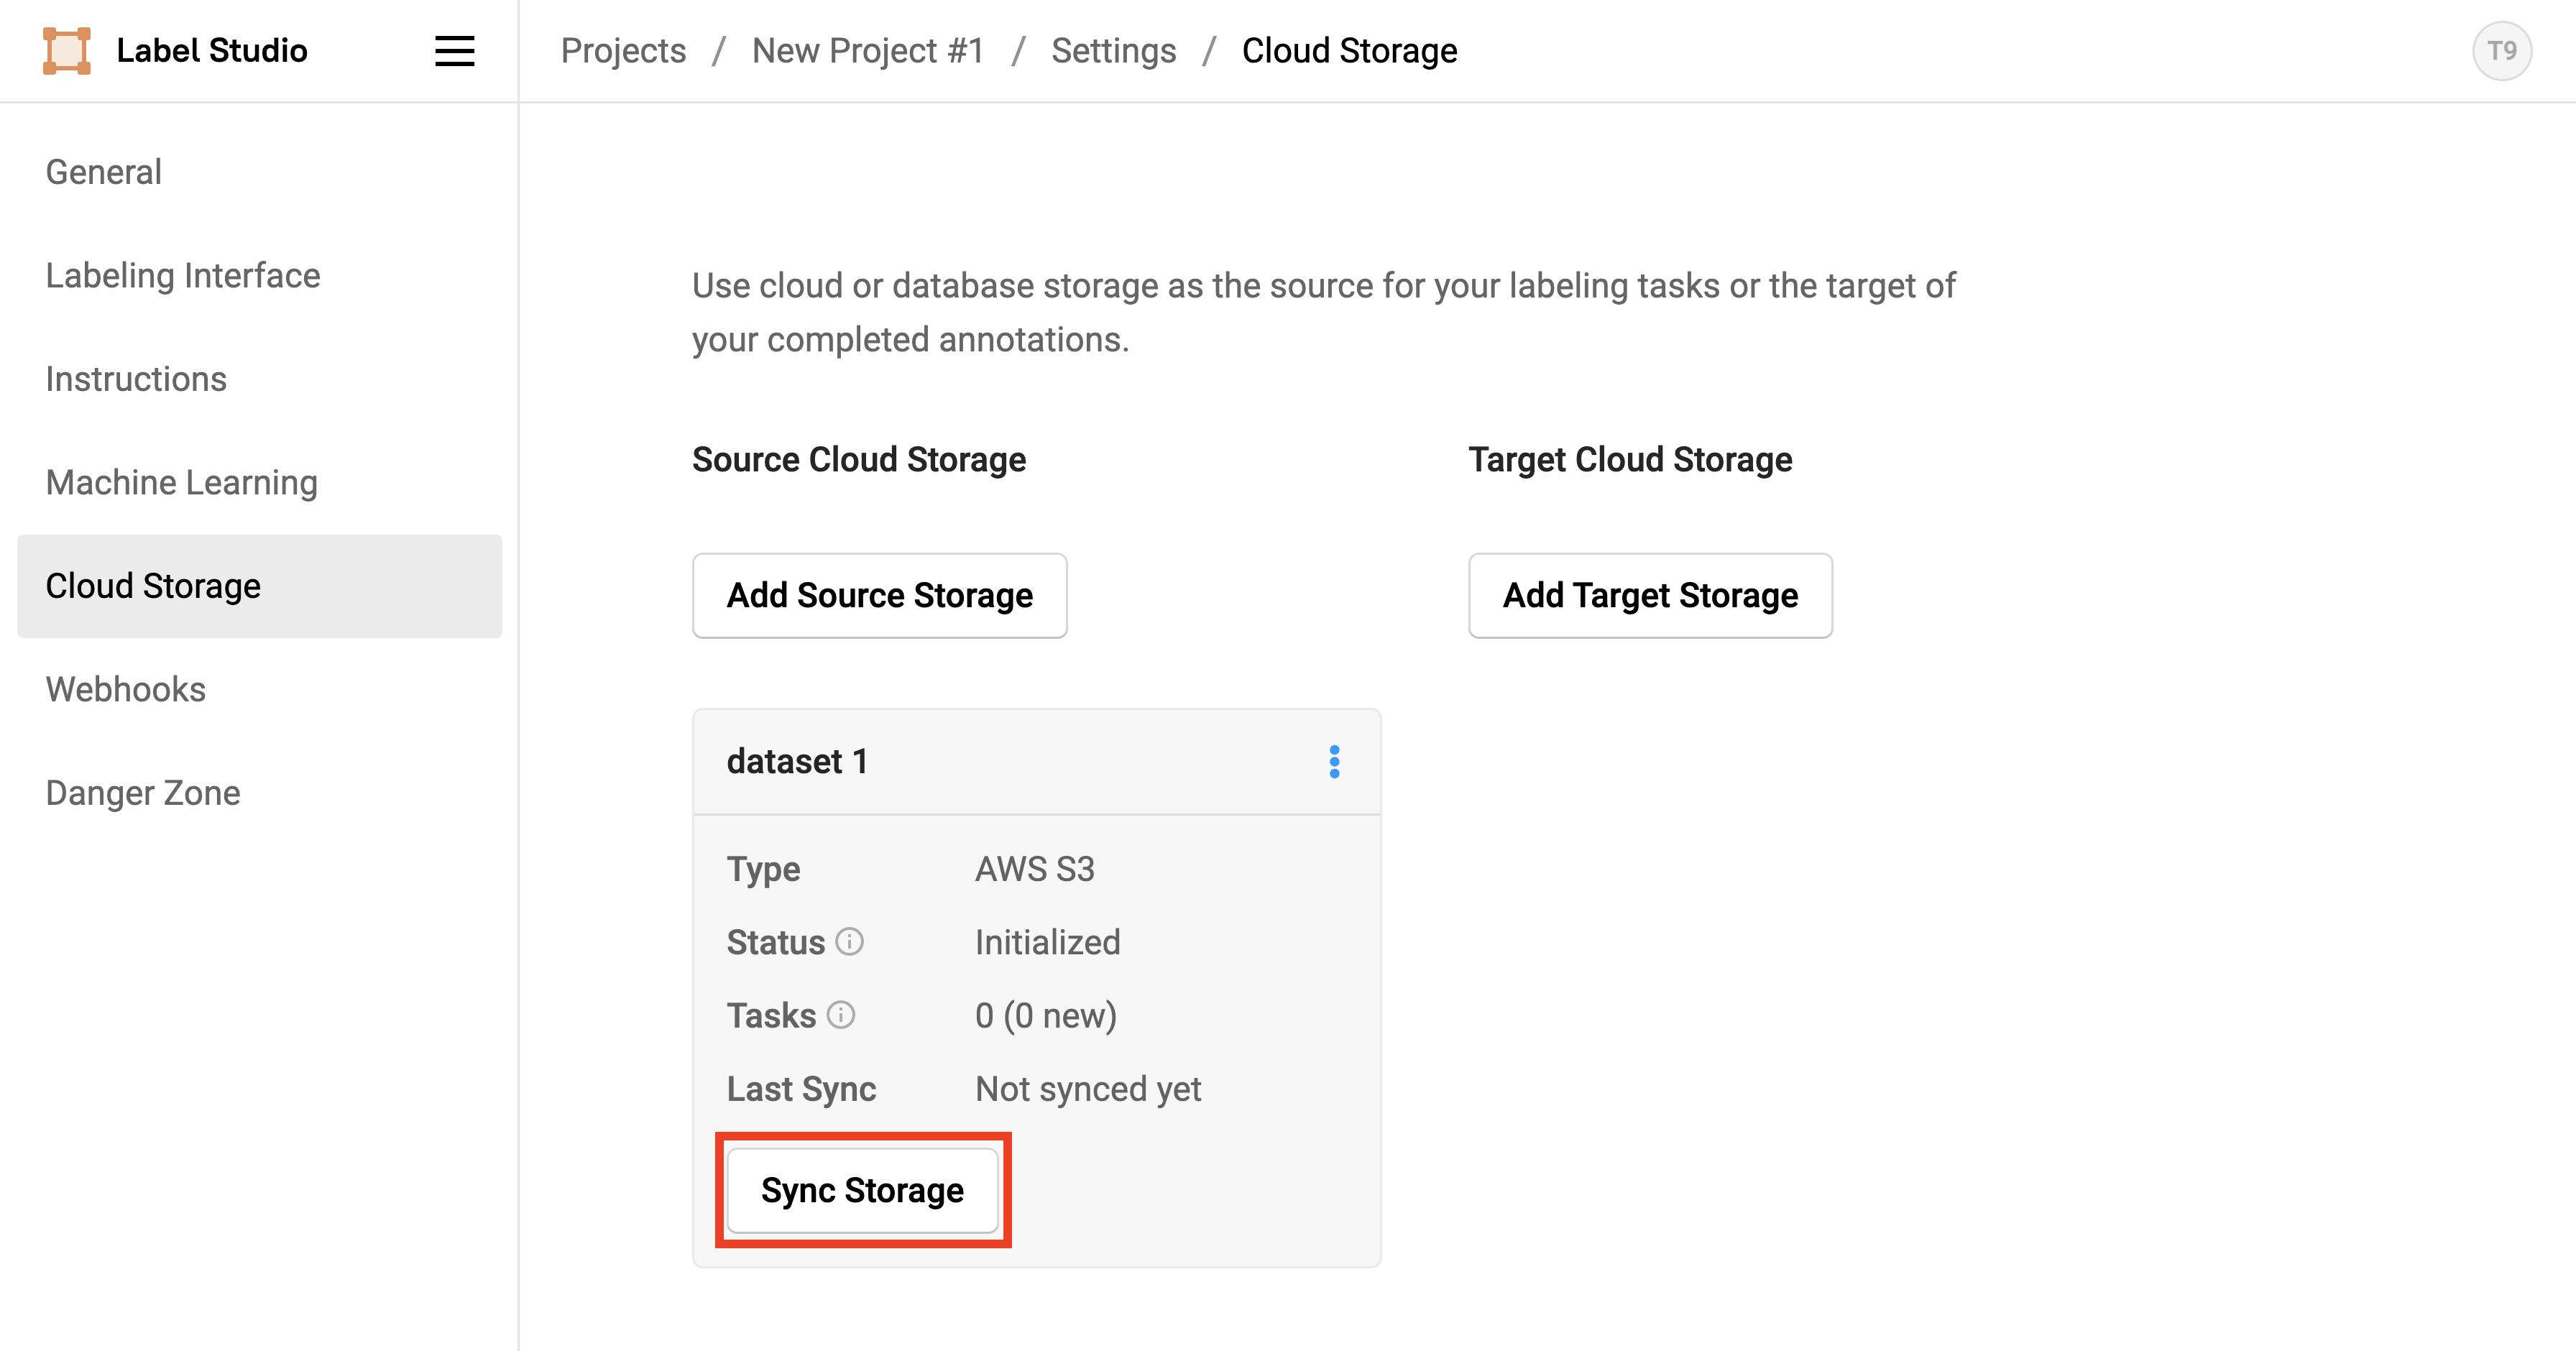 Label Studio
Projects / New Project #1 / Settings / Cloud Storage
T9
General
Labeling Interface
Instructions
Machine Learning
Cloud Storage
Webhooks
Danger Zone
Use cloud or database storage as the source for your labeling tasks or the target of
your completed annotations.
Source Cloud Storage
Add Source Storage
Target Cloud Storage
Add Target Storage
dataset 1
Type AWS S3
Status Initialized
Tasks 0 (0 new)
Last Sync Not synced yet
Sync Storage